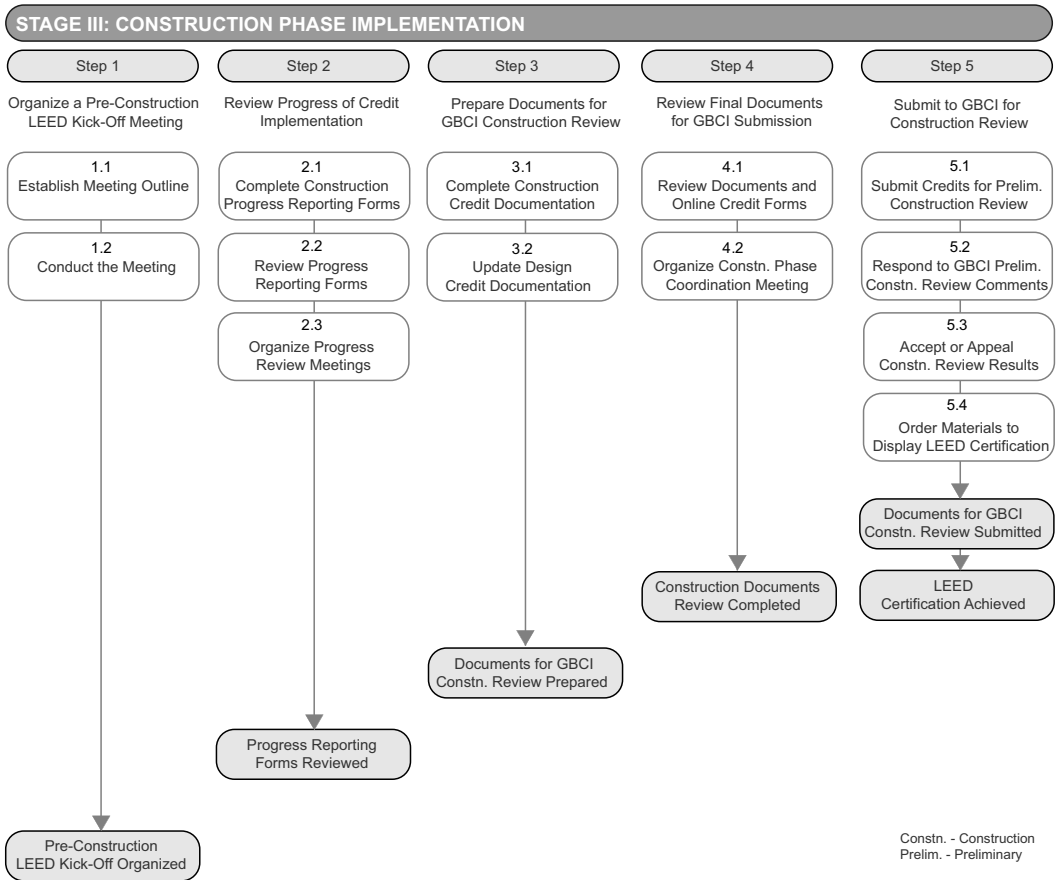 STAGE III: CONSTRUCTION PHASE IMPLEMENTATION
Step 1
Organize a Pre-Construction
LEED Kick-Off Meeting
1.1
Establish Meeting Outline
1.2
Conduct the Meeting
Pre-Construction
LEED Kick-Off Organized
Step 2
Review Progress of Credit
Implementation
2.1
Complete Construction
Progress Reporting Forms
2.2
Review Progress
Reporting Forms
2.3
Organize Progress
Review Meetings
Progress Reporting
Forms Reviewed
Step 3
Prepare Documents for
GBCI Construction Review
3.1
Complete Construction
Credit Documentation
3.2
Update Design
Credit Documentation
Documents for GBCI
Constn. Review Prepared
Step 4
Review Final Documents
for GBCI Submission
4.1
Review Documents and
Online Credit Forms
4.2
Organize Constn. Phase
Coordination Meeting
Construction Documents
Review Completed
Step 5
Submit to GBCI for
Construction Review
5.1
Submit Credits for Prelim.
Construction Review
5.2
Respond to GBCI Prelim.
Constn. Review Comments
5.3
Accept or Appeal
Constn. Review Results
5.4
Order Materials to
Display LEED Certification
Documents for GBCI
Constn. Review Submitted
LEED
Certification Achieved
Constn. - Construction
Prelim. - Preliminary